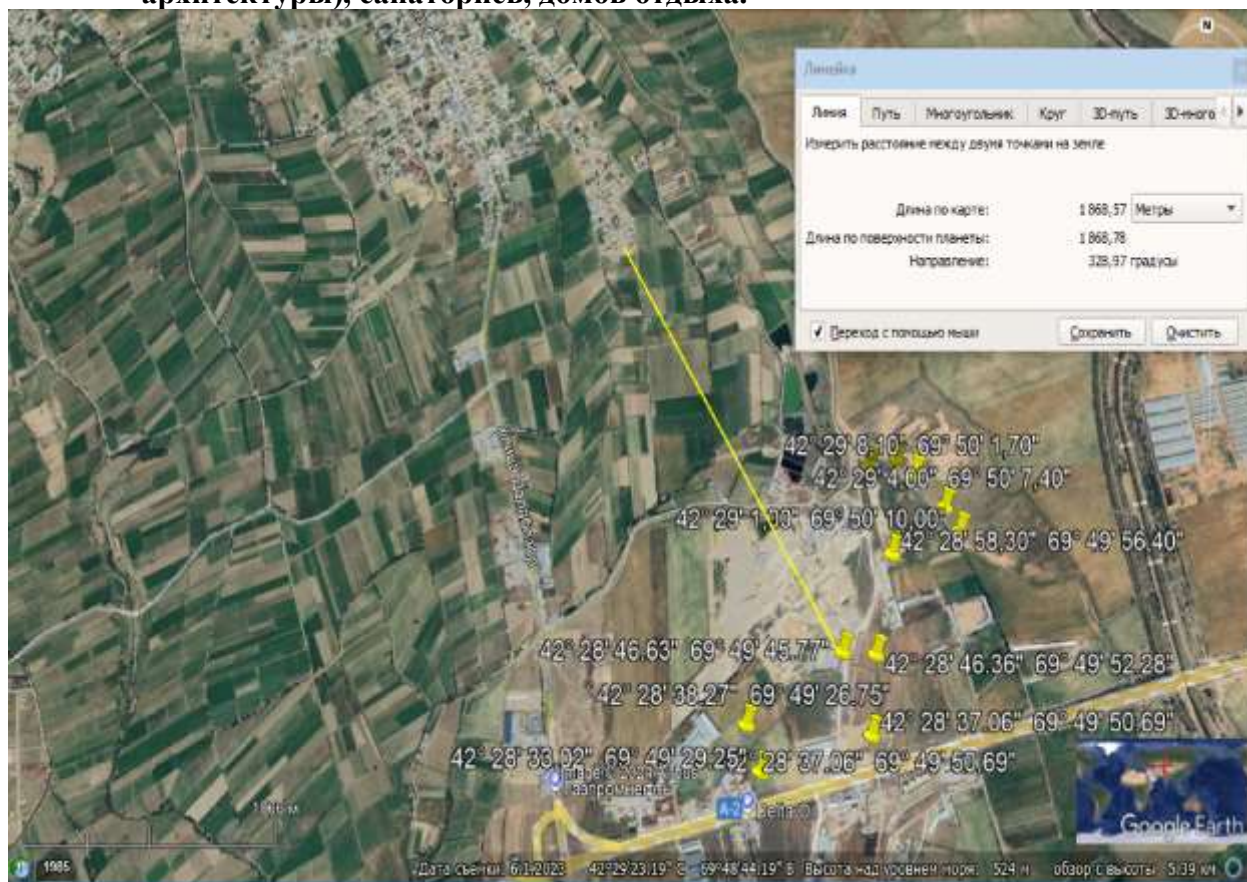 архитектуры), санаториев, домов отдыха.
N
Линейка
Линия Путь Многоугольник Круг 3D-путь 3D-много
Измерить расстояние между двумя точками на земле
Длина по карте: 1 868,57 Метры
Длина по поверхности планеты: 1 868,78
Направление: 328,97 градусы
Переход с помощью мыши Сохранить Очистить
42° 29' 8,10" 69° 50' 1,70"
42° 29' 4,00" 69° 50' 7,40"
42° 29' 1,00" 69° 50' 10,00"
42° 28' 58,30" 69° 49' 56.40"
42° 28' 46.63" 69° 49' 45.77"
42° 28' 46.36" 69° 49' 52.28"
42° 28' 38.27" 69° 49' 26.75"
42° 28' 37.06" 69° 49' 50.69"
42° 28' 33.02" 69° 49' 29.25"
42° 28' 37.06" 69° 49' 50,69"
Газпромнефть
A-2
Google Earth
1985
Дата съемки: 6.1.2023 42°29'23.19" С 69°48'44.19" В Высота над уровнем моря: 524 м обзор с высоты 5.39 км